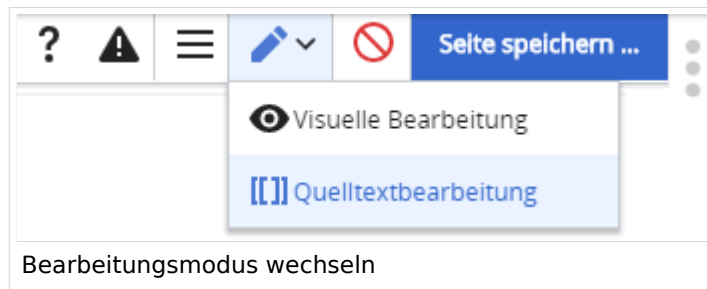 ? Seite speichern ...
Visuelle Bearbeitung
[[ ]] Quelltextbearbeitung
Bearbeitungsmodus wechseln